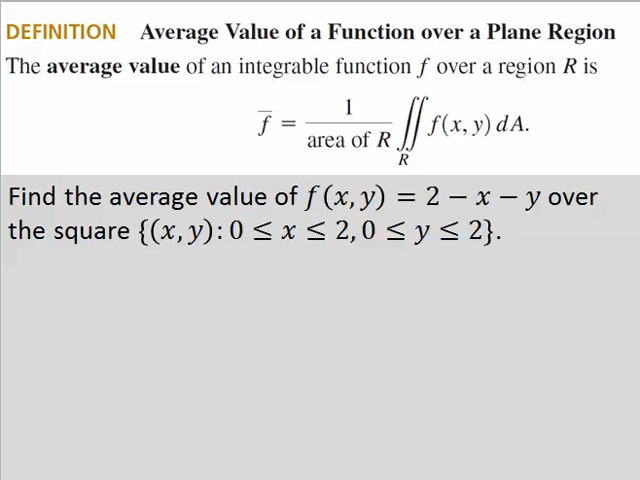 DEFINITION Average Value of a Function over a Plane Region
The average value of an integrable function f over a region R is
f̅ = 1/(area of R) ∬_R f(x, y) dA.
Find the average value of f(x, y) = 2 − x − y over
the square {(x, y): 0 ≤ x ≤ 2, 0 ≤ y ≤ 2}.